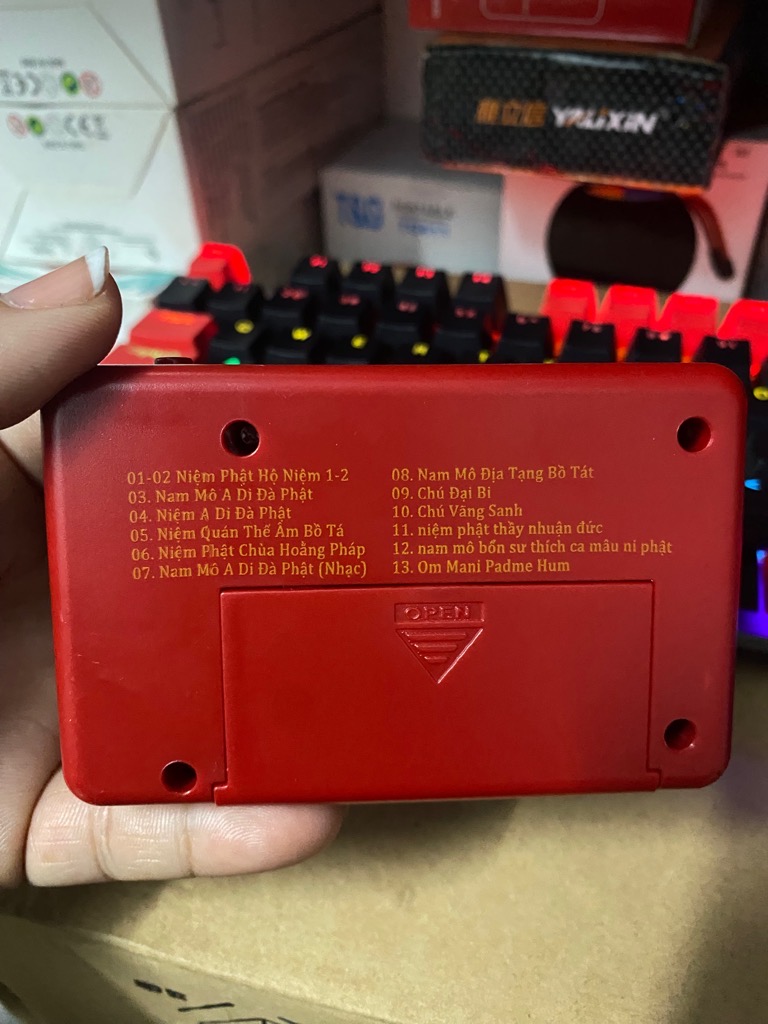 YAUXIN
T&G
01-02 Niệm Phật Hộ Niệm 1-2
03. Nam Mô A Di Đà Phật
04. Niệm A Di Đà Phật
05. Niệm Quán Thế Âm Bồ Tá
06. Niệm Phật Chùa Hoằng Pháp
07. Nam Mô A Di Đà Phật (Nhạc)
08. Nam Mô Địa Tạng Bồ Tát
09. Chú Đại Bi
10. Chú Vãng Sanh
11. niệm phật thầy nhuận đức
12. nam mô bổn sư thích ca mâu ni phật
13. Om Mani Padme Hum
OPEN